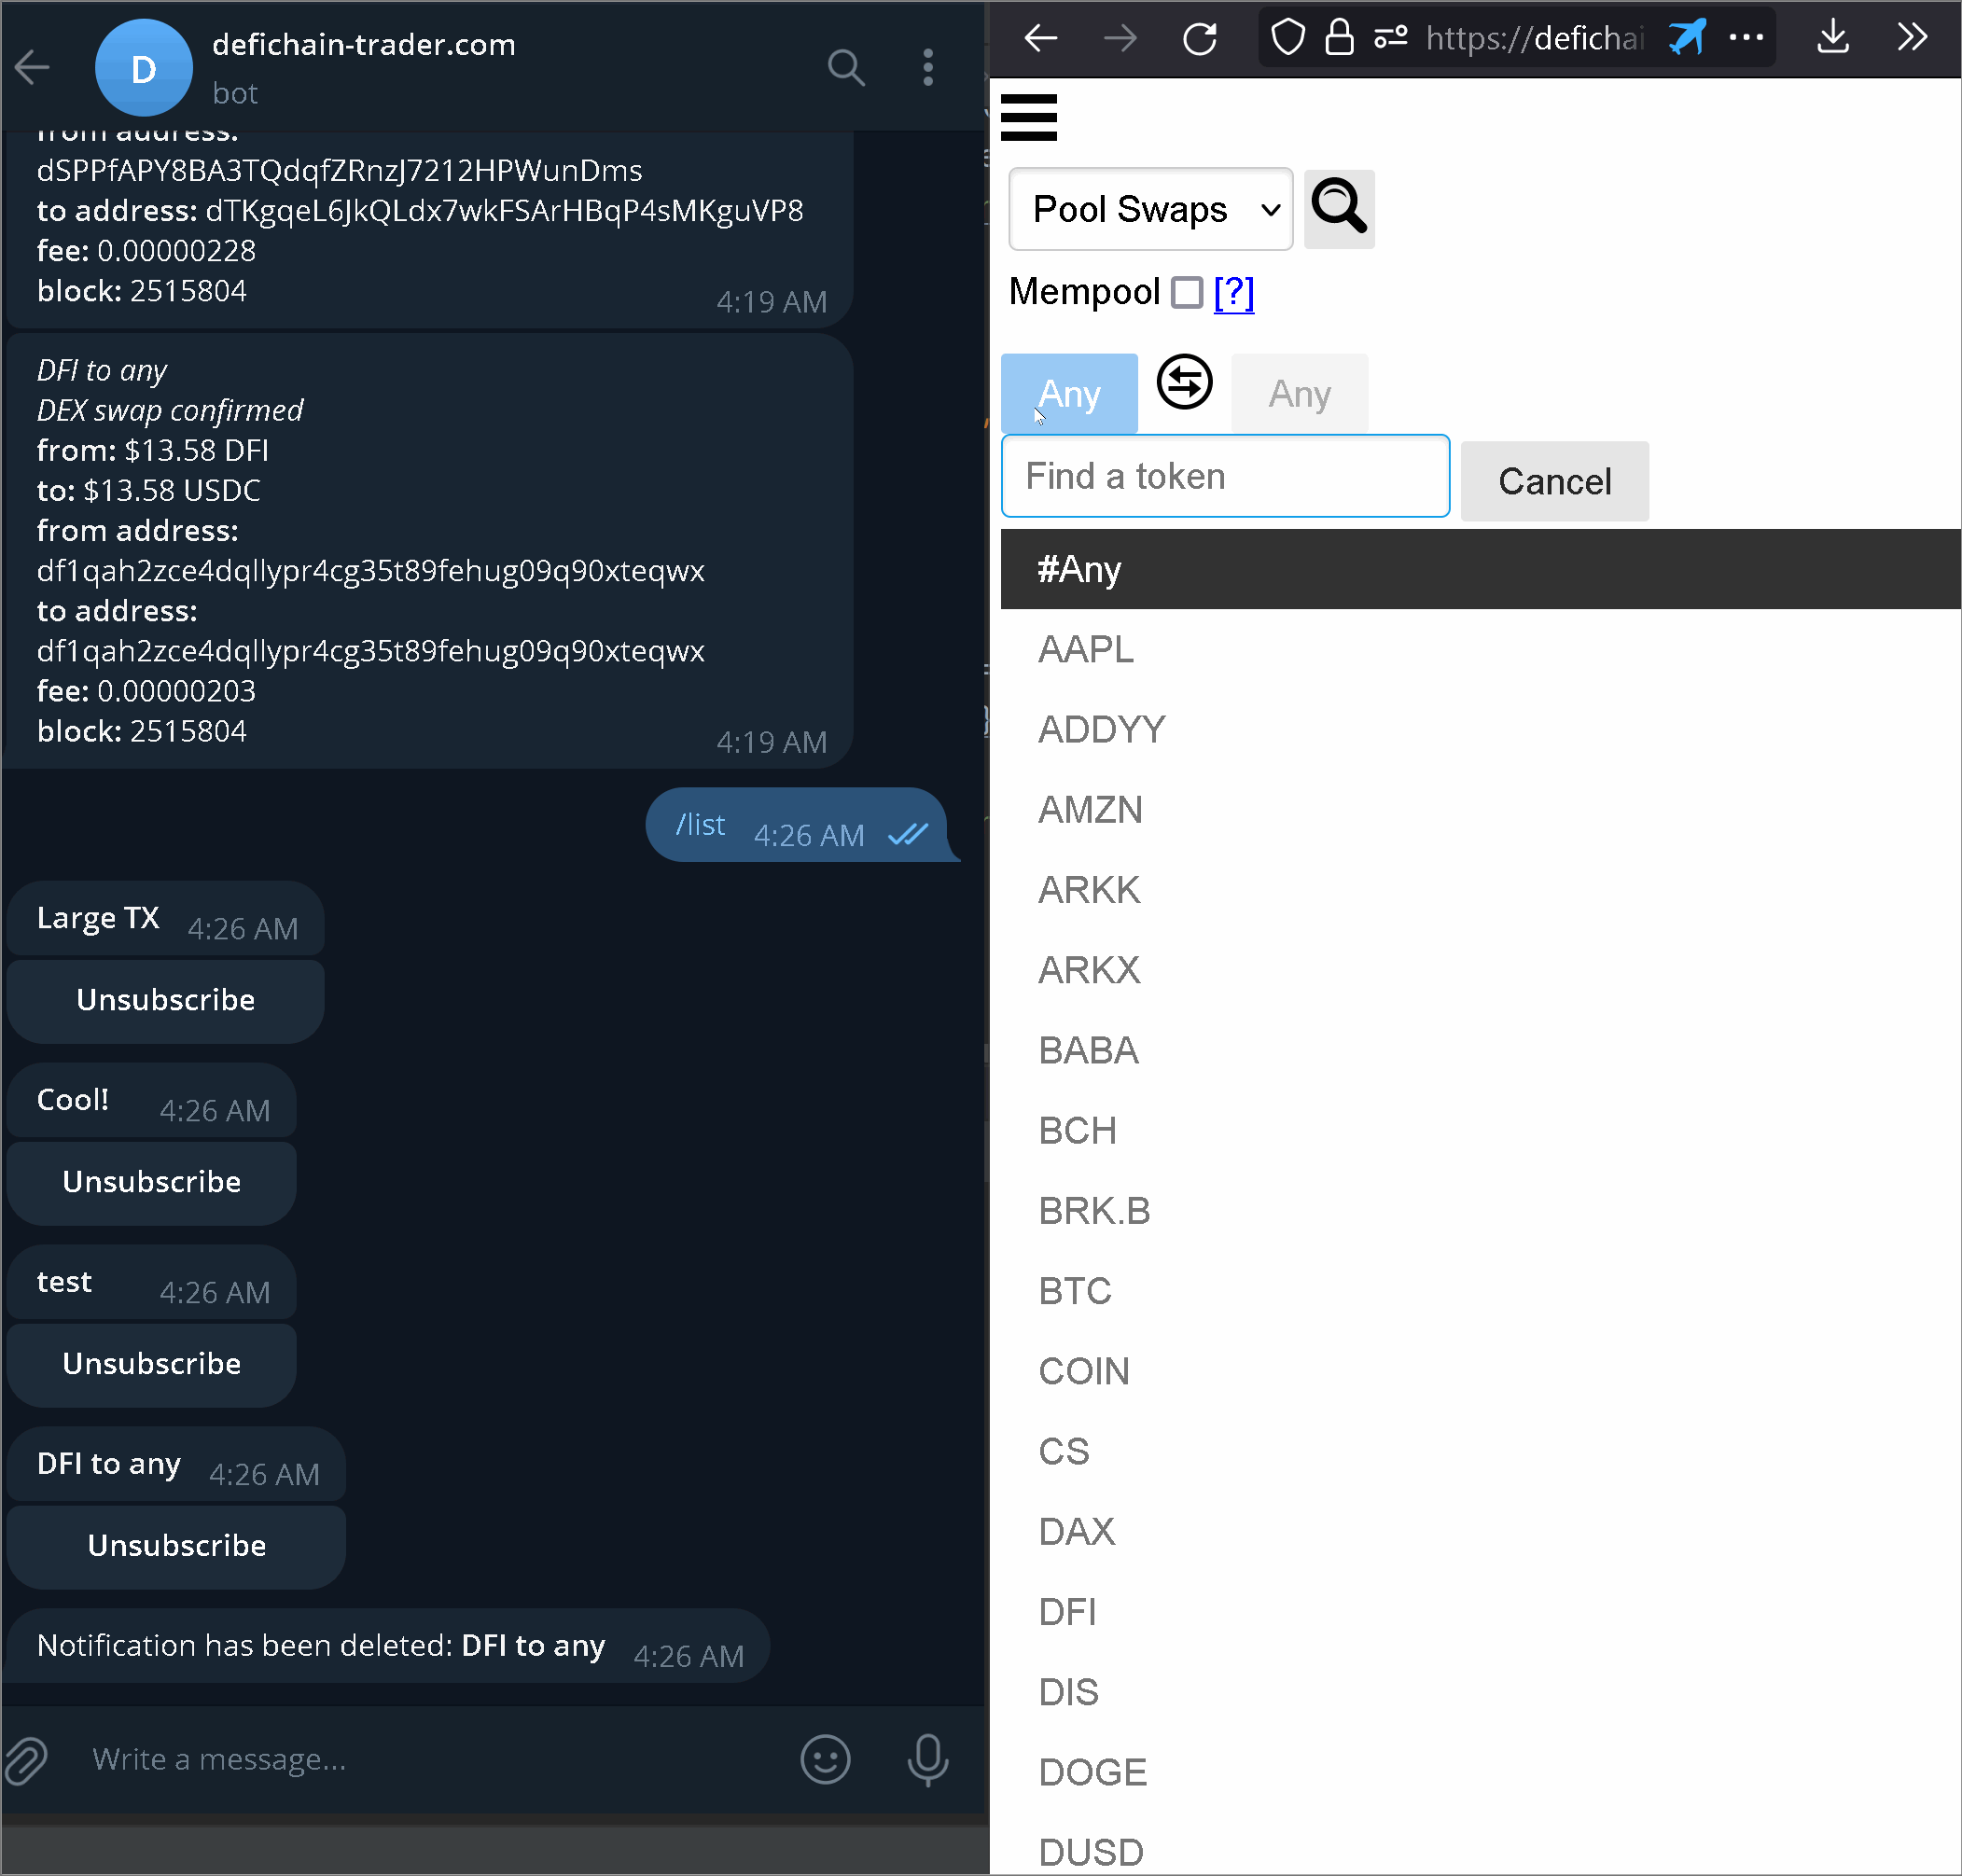 defichain-trader.com
bot
from address:
dSPPfAPY8BA3TQdqfZRnzJ7212HPWunDms
to address: dTKgqeL6JkQLdx7wkFSArHBqP4sMKguVP8
fee: 0.00000228
block: 2515804
4:19 AM
DFI to any
DEX swap confirmed
from: $13.58 DFI
to: $13.58 USDC
from address:
df1qah2zce4dqllypr4cg35t89fehug09q90xteqwx
to address:
df1qah2zce4dqllypr4cg35t89fehug09q90xteqwx
fee: 0.00000203
block: 2515804
4:19 AM
/list 4:26 AM
Large TX 4:26 AM
Unsubscribe
Cool! 4:26 AM
Unsubscribe
test 4:26 AM
Unsubscribe
DFI to any 4:26 AM
Unsubscribe
Notification has been deleted: DFI to any 4:26 AM
Write a message...
https://defichai
Pool Swaps
Mempool [?]
Any Any
Find a token Cancel
#Any
AAPL
ADDYY
AMZN
ARKK
ARKX
BABA
BCH
BRK.B
BTC
COIN
CS
DAX
DFI
DIS
DOGE
DUSD